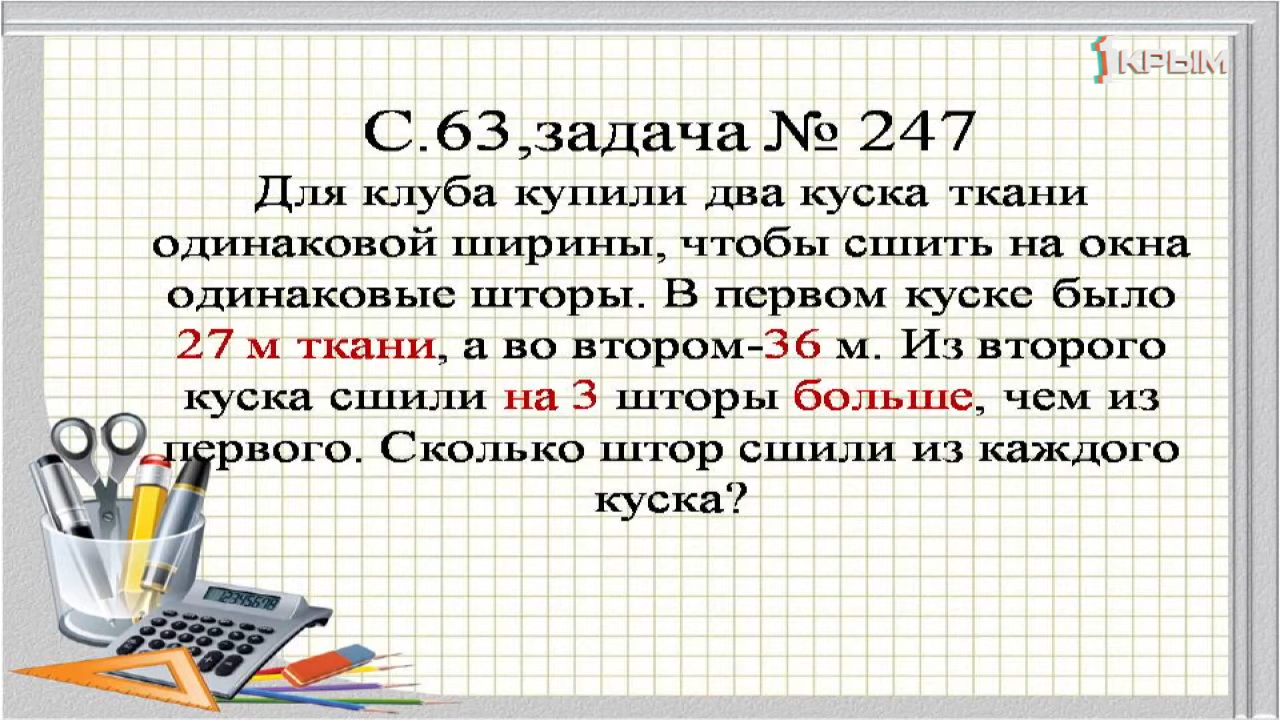 1 КРЫМ
С.63,задача № 247
Для клуба купили два куска ткани
одинаковой ширины, чтобы сшить на окна
одинаковые шторы. В первом куске было
27 м ткани, а во втором-36 м. Из второго
куска сшили на 3 шторы больше, чем из
первого. Сколько штор сшили из каждого
куска?